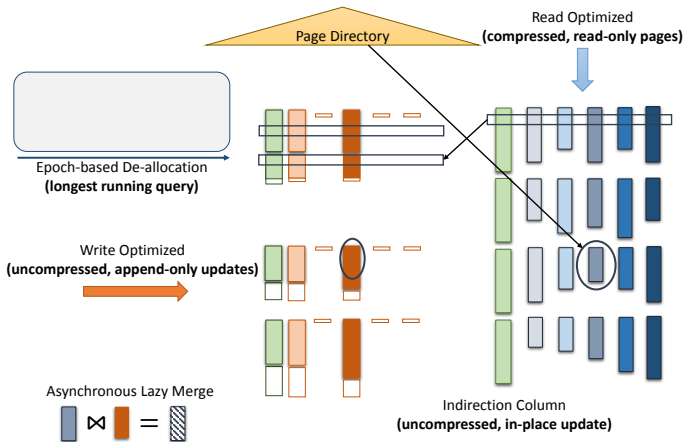 Read Optimized
(compressed, read-only pages)
Page Directory
Epoch-based De-allocation
(longest running query)
Write Optimized
(uncompressed, append-only updates)
Asynchronous Lazy Merge
⋈ =
Indirection Column
(uncompressed, in-place update)